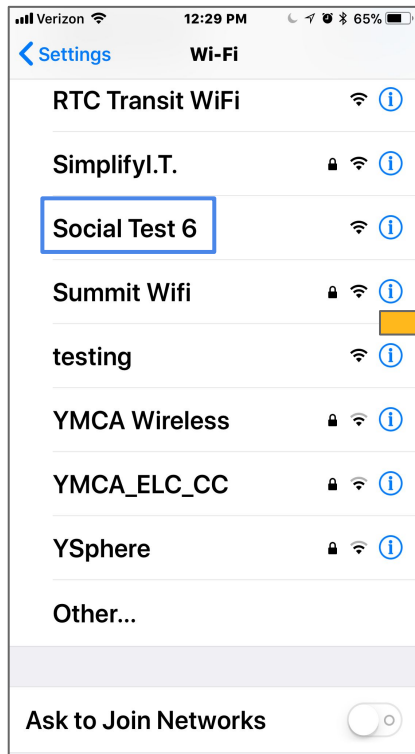 Verizon 12:29 PM 65%
Settings Wi-Fi
RTC Transit WiFi
SimplifyI.T.
Social Test 6
Summit Wifi
testing
YMCA Wireless
YMCA_ELC_CC
YSphere
Other...
Ask to Join Networks